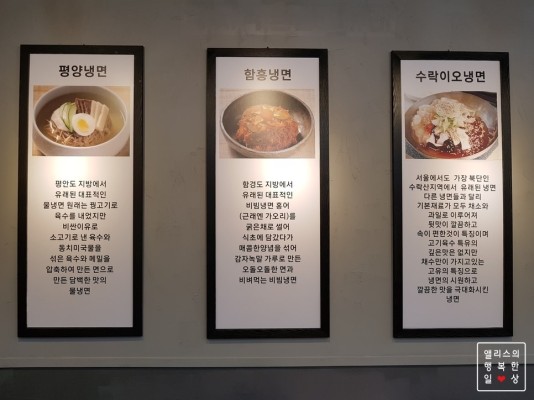 평양냉면
평안도 지방에서
유래된 대표적인
물냉면 원래는 꿩고기로
육수를 내었지만
비싼이유로
소고기로 낸 육수와
동치미국물을
섞은 육수와 메밀을
압축하여 만든 면으로
만든 담백한 맛의
물냉면
함흥냉면
함경도 지방에서
유래된 대표적인
비빔냉면 홍어
(근래엔 가오리)를
굵은채로 썰어
식초에 담갔다가
매콤한양념을 섞어
감자녹말 가루로 만든
오돌오돌한 면과
비벼먹는 비빔냉면
수락이오냉면
서울에서도 가장 북단인
수락산지역에서 유래된 냉면
다른 냉면들과 달리
기본재료가 모두 채소와
과일로 이루어져
뒷맛이 깔끔하고
속이 편한것이 특징이며
고기육수 특유의
깊은맛은 없지만
채수만이 가지고있는
고유의 특징으로
냉면의 시원하고
깔끔한 맛을 극대화시킨
냉면
앨리스의
행복한
일❤상